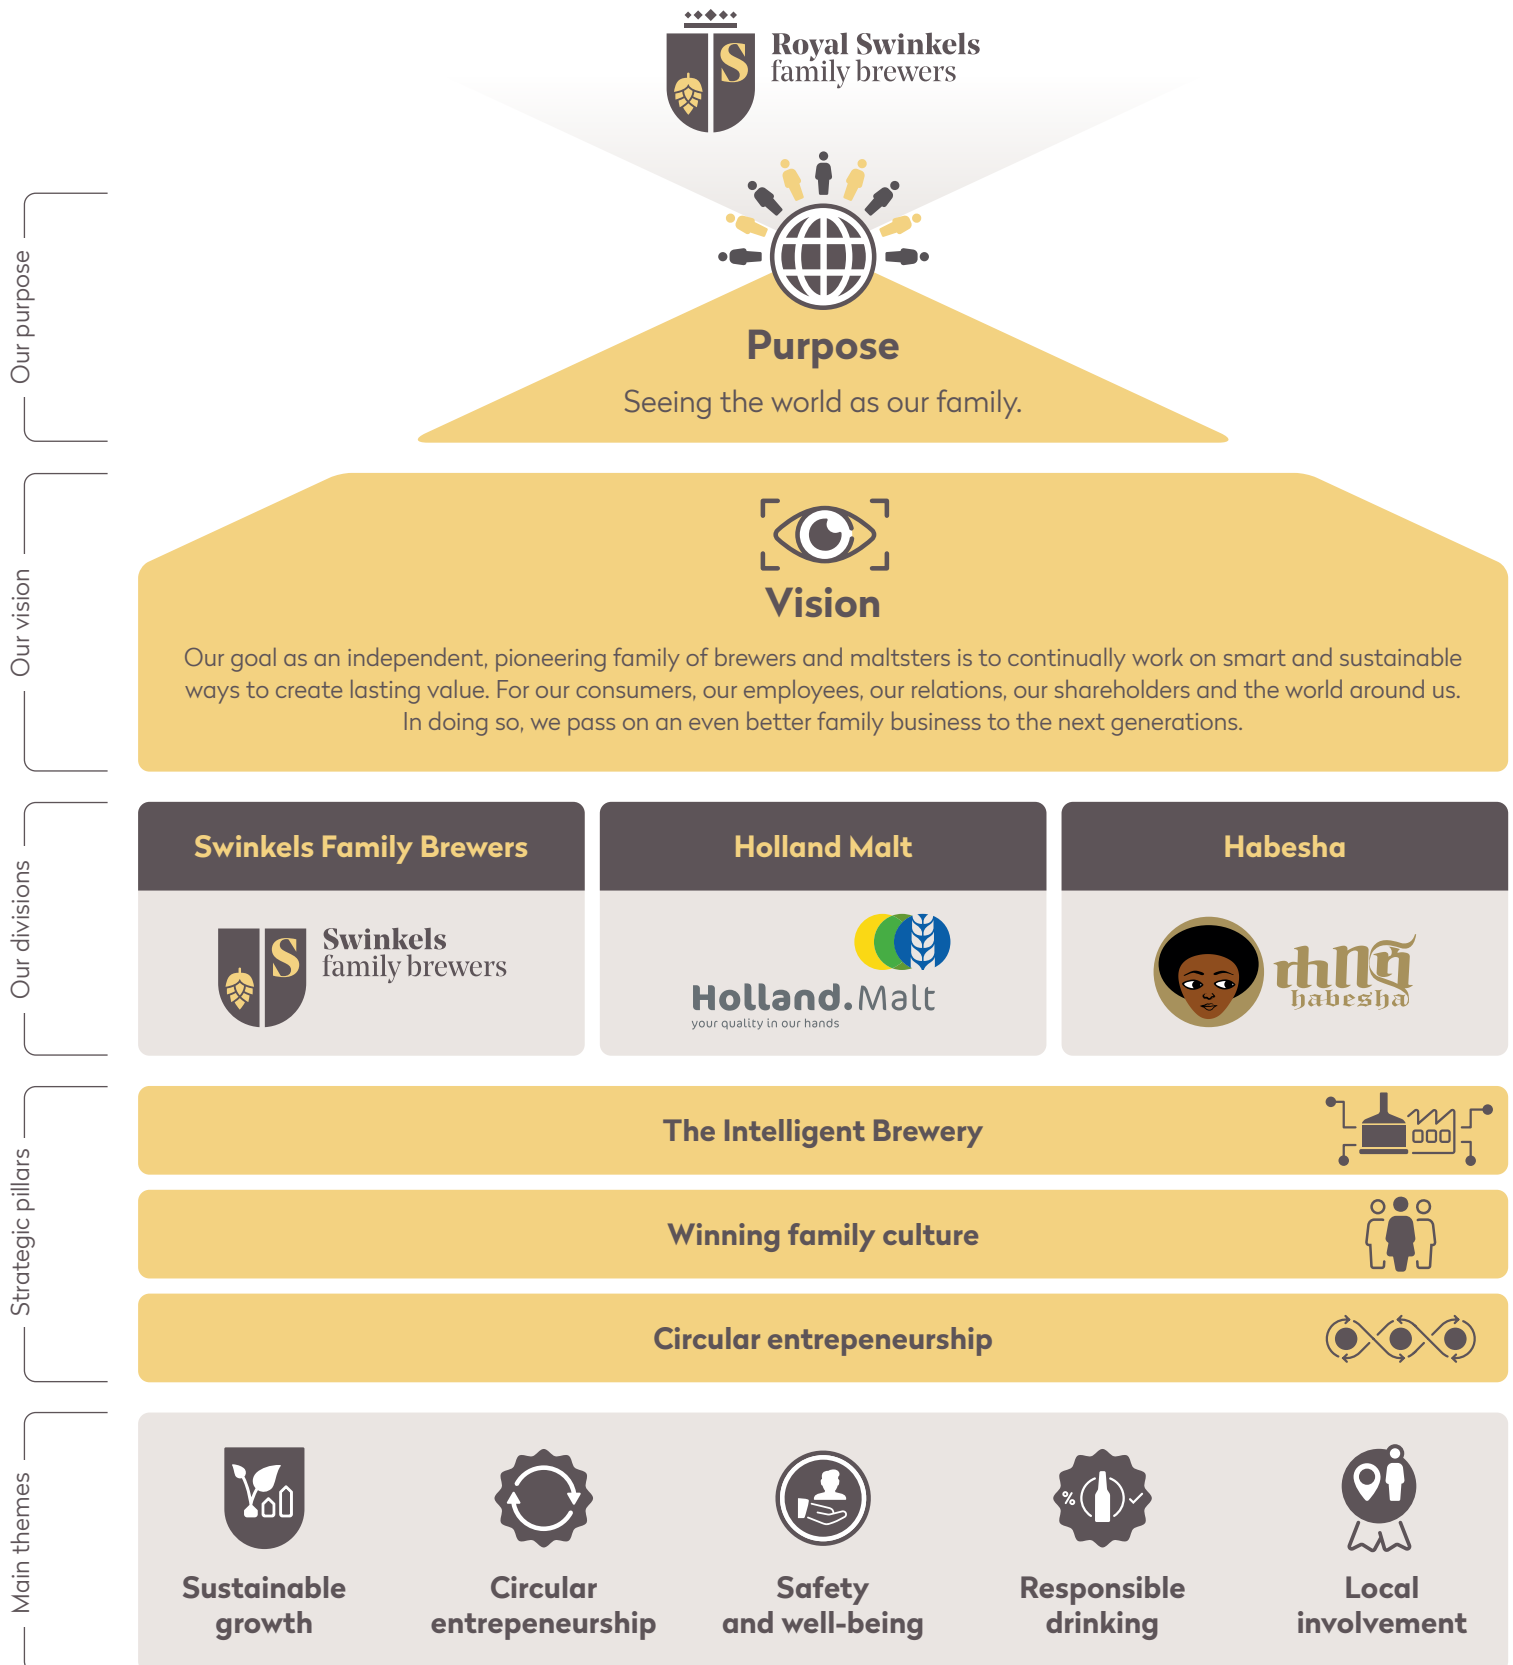 Royal Swinkels
family brewers
S
Our purpose
Purpose
Seeing the world as our family.
Our vision
Vision
Our goal as an independent, pioneering family of brewers and maltsters is to continually work on smart and sustainable
ways to create lasting value. For our consumers, our employees, our relations, our shareholders and the world around us.
In doing so, we pass on an even better family business to the next generations.
Our divisions
Swinkels Family Brewers
S
Swinkels
family brewers
Holland Malt
Holland.Malt
your quality in our hands
Habesha
ሐበሻ
habesha
Strategic pillars
The Intelligent Brewery
Winning family culture
Circular entrepeneurship
Main themes
Sustainable
growth
Circular
entrepeneurship
Safety
and well-being
%
Responsible
drinking
Local
involvement